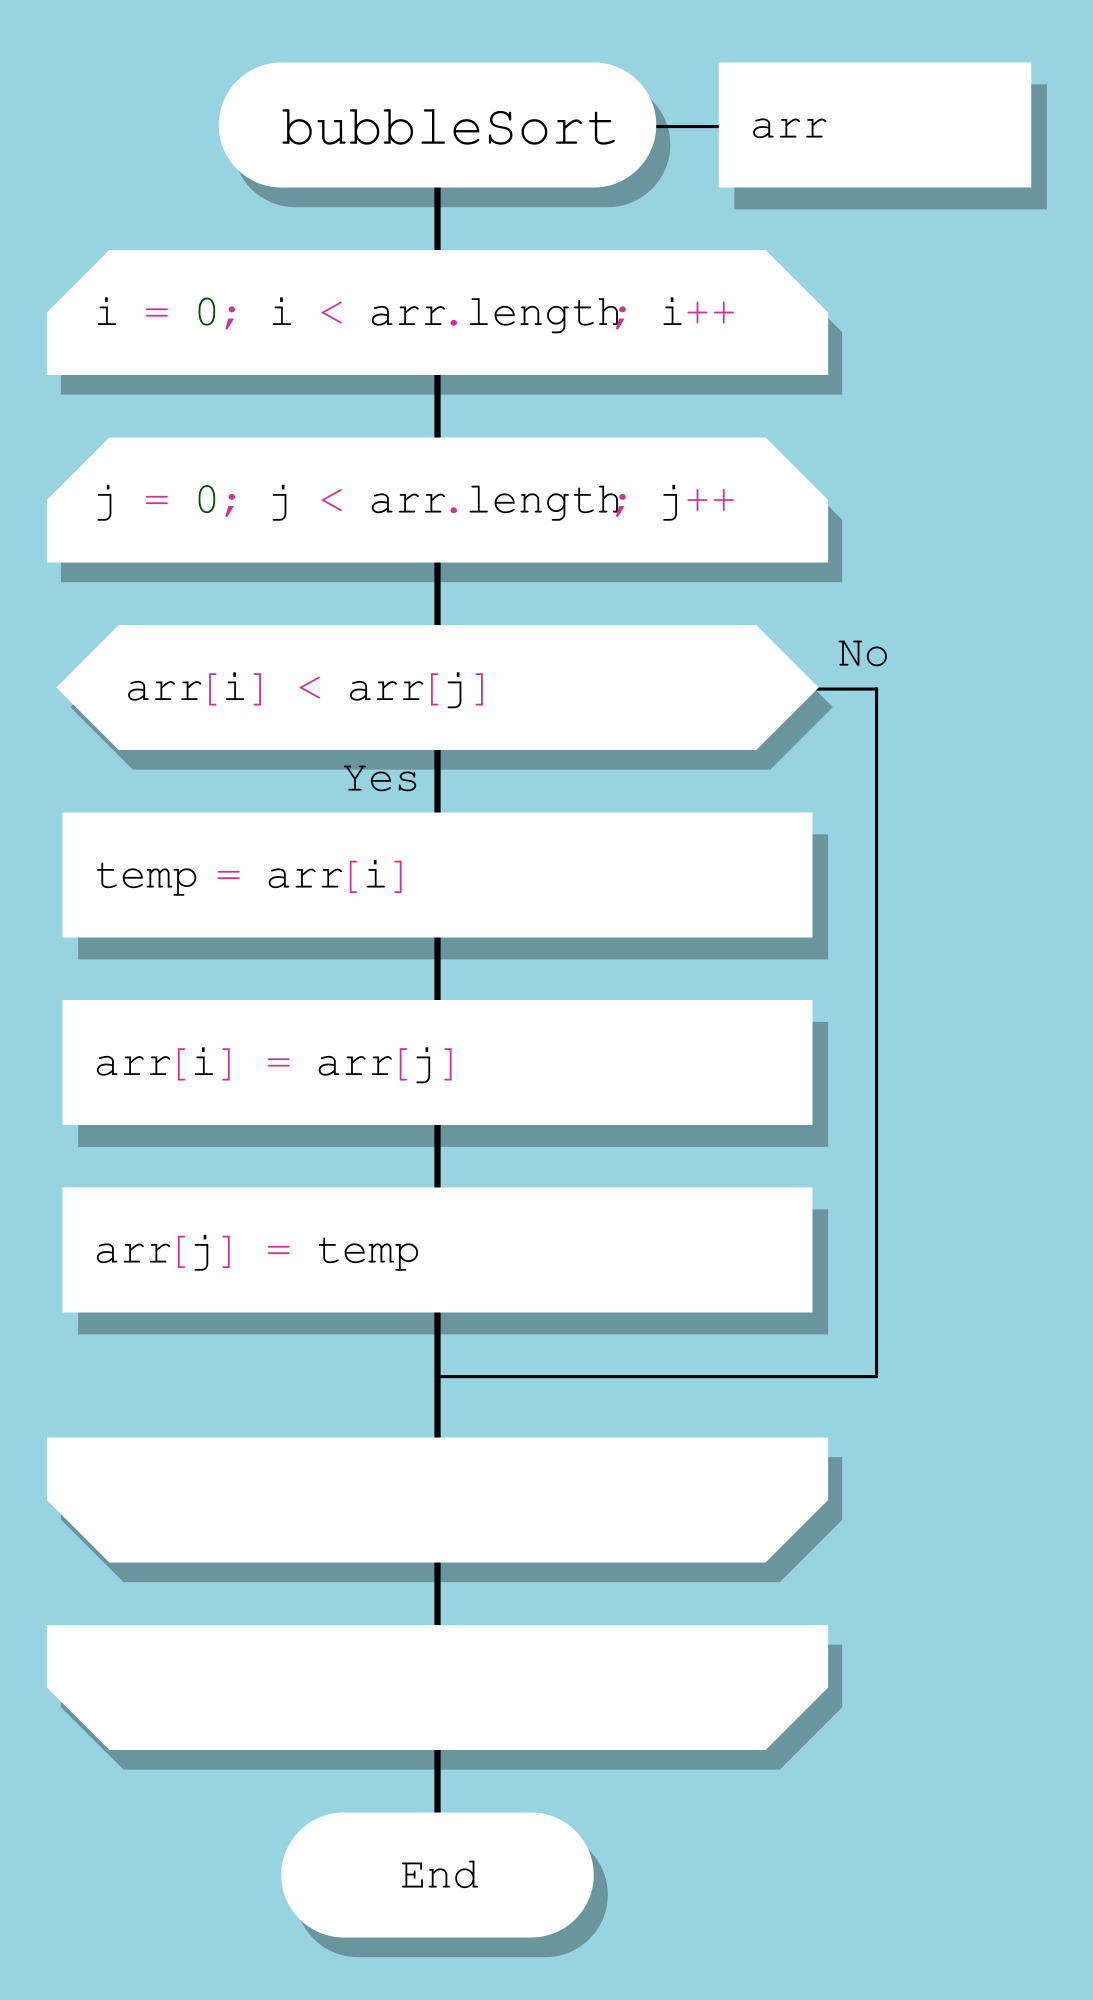 bubbleSort
arr
i = 0; i < arr.length; i++
j = 0; j < arr.length; j++
arr[i] < arr[j]
No
Yes
temp = arr[i]
arr[i] = arr[j]
arr[j] = temp
End